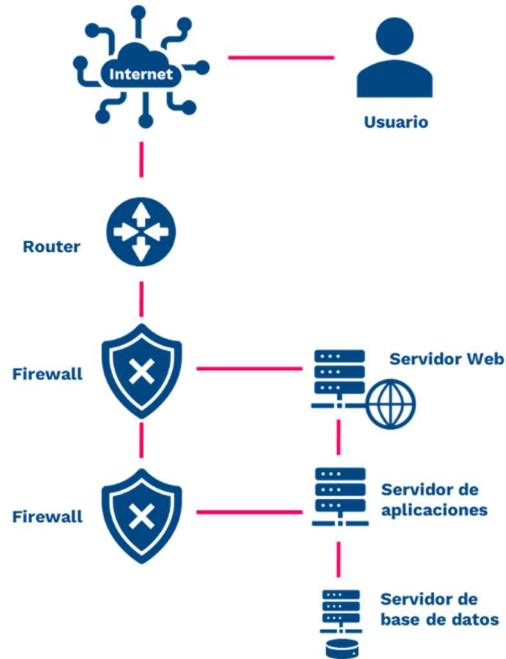 Internet
Usuario
Router
Firewall
Servidor Web
Firewall
Servidor de
aplicaciones
Servidor de
base de datos